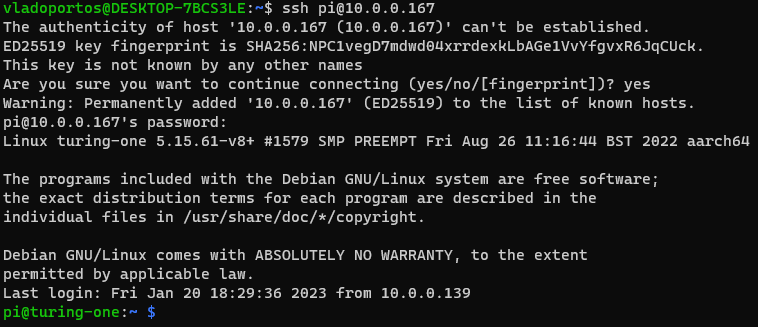 vladoportos@DESKTOP-7BCS3LE:~$ ssh pi@10.0.0.167
The authenticity of host '10.0.0.167 (10.0.0.167)' can't be established.
ED25519 key fingerprint is SHA256:NPC1vegD7mdwd04xrrdexkLbAGe1VvYfgvxR6JqCUck.
This key is not known by any other names
Are you sure you want to continue connecting (yes/no/[fingerprint])? yes
Warning: Permanently added '10.0.0.167' (ED25519) to the list of known hosts.
pi@10.0.0.167's password:
Linux turing-one 5.15.61-v8+ #1579 SMP PREEMPT Fri Aug 26 11:16:44 BST 2022 aarch64
The programs included with the Debian GNU/Linux system are free software;
the exact distribution terms for each program are described in the
individual files in /usr/share/doc/*/copyright.
Debian GNU/Linux comes with ABSOLUTELY NO WARRANTY, to the extent
permitted by applicable law.
Last login: Fri Jan 20 18:29:36 2023 from 10.0.0.139
pi@turing-one:~ $